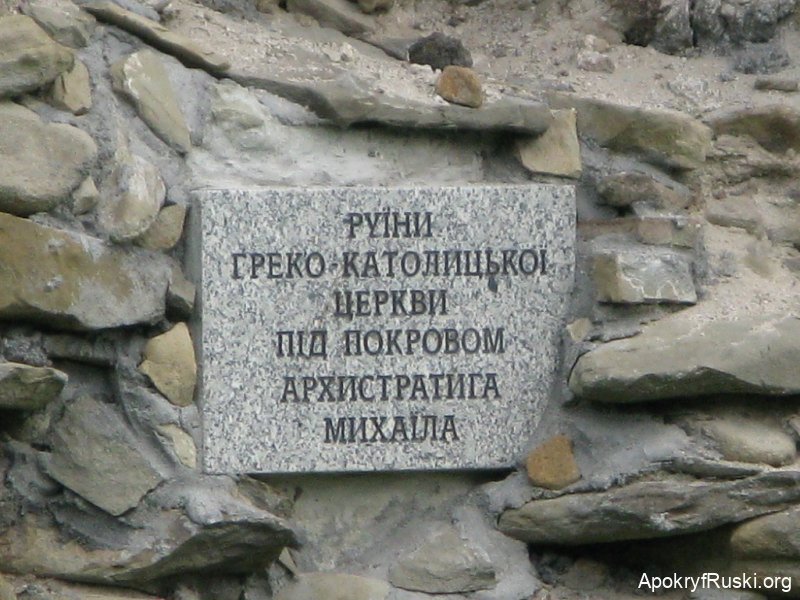 РУЇНИ
ГРЕКО-КАТОЛИЦЬКОЇ
ЦЕРКВИ
ПІД ПОКРОВОМ
АРХИСТРАТИГА
МИХАЇЛА
ApokryfRuski.org